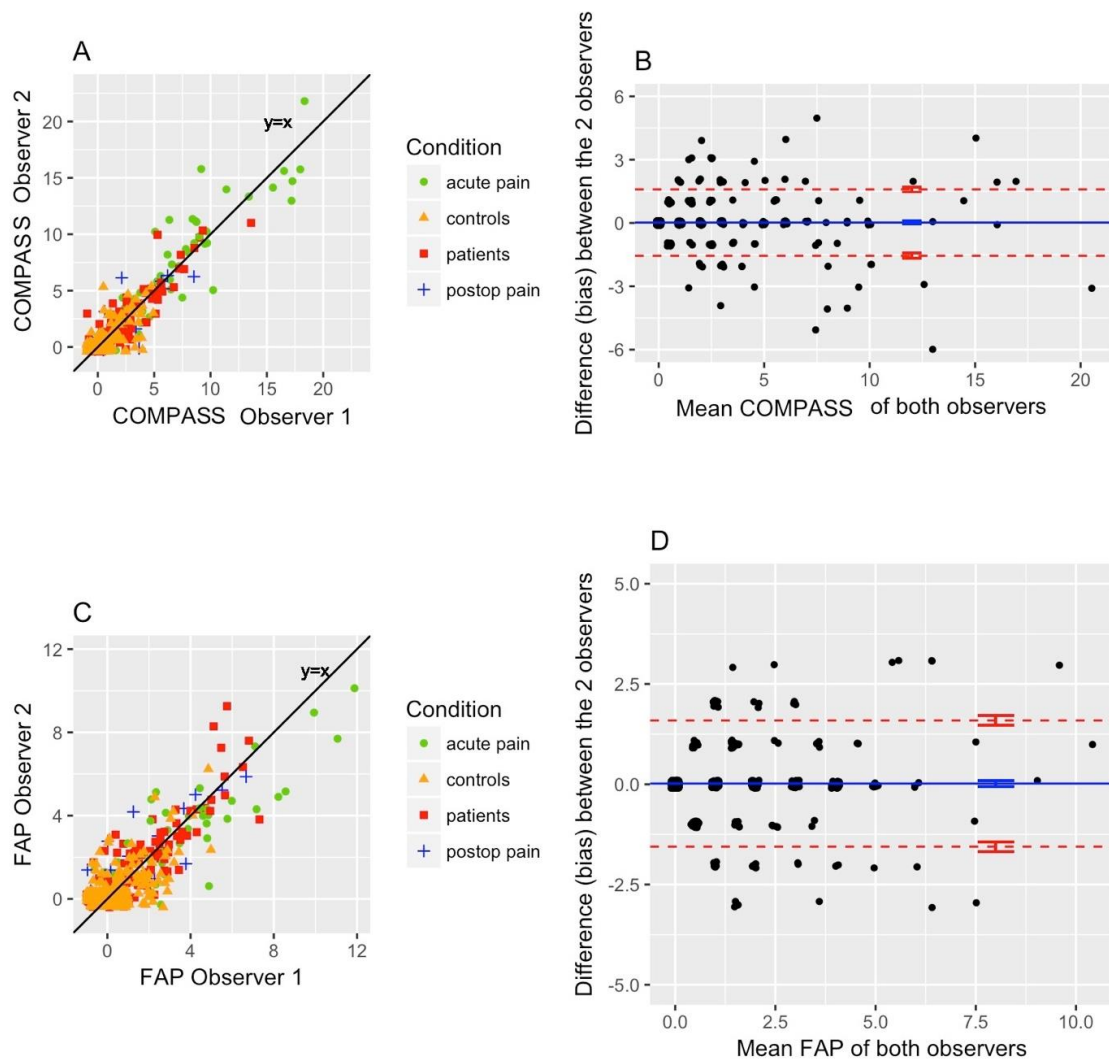 A
COMPASS Observer 2
20
15
10
5
0
y=x
0 5 10 15 20
COMPASS Observer 1
Condition
acute pain
controls
patients
postop pain
B
Difference (bias) between the 2 observers
6
3
0
-3
-6
0 5 10 15 20
Mean COMPASS of both observers
C
FAP Observer 2
12
8
4
0
y=x
0 4 8 12
FAP Observer 1
Condition
acute pain
controls
patients
postop pain
D
Difference (bias) between the 2 observers
5.0
2.5
0.0
-2.5
-5.0
0.0 2.5 5.0 7.5 10.0
Mean FAP of both observers